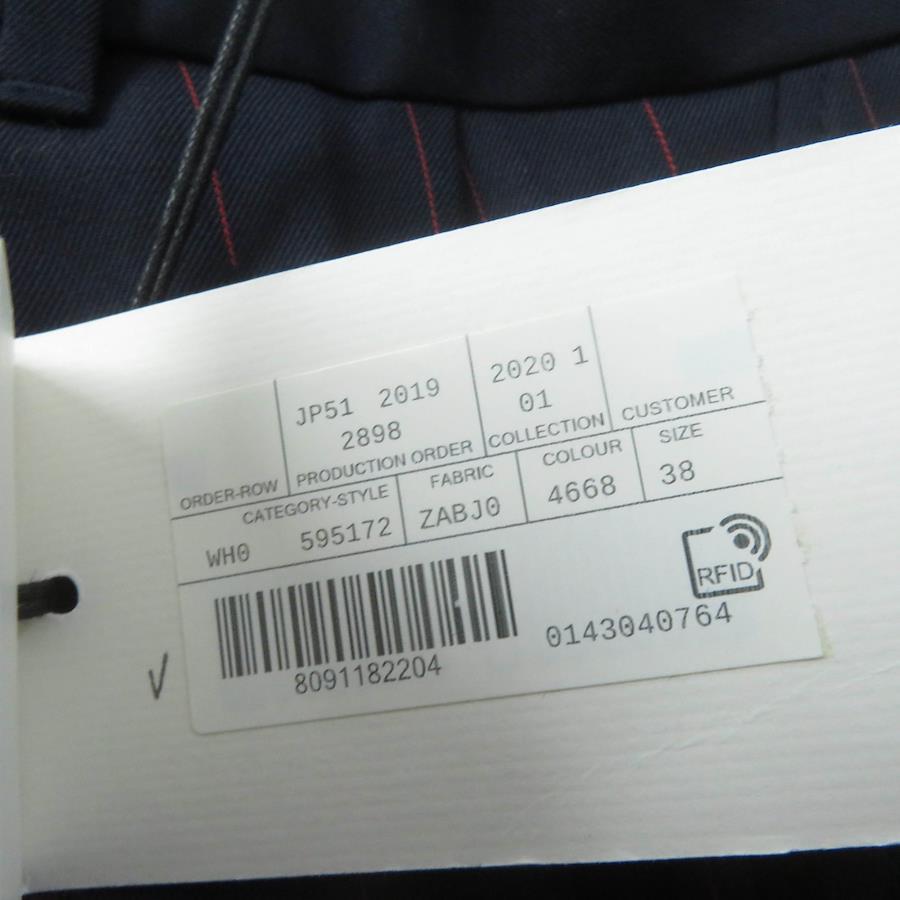 JP51 2019 2020 1
2898 01
ORDER-ROW PRODUCTION ORDER COLLECTION CUSTOMER
CATEGORY-STYLE FABRIC COLOUR SIZE
WH0 595172 ZABJ0 4668 38
RFID
8091182204 0143040764